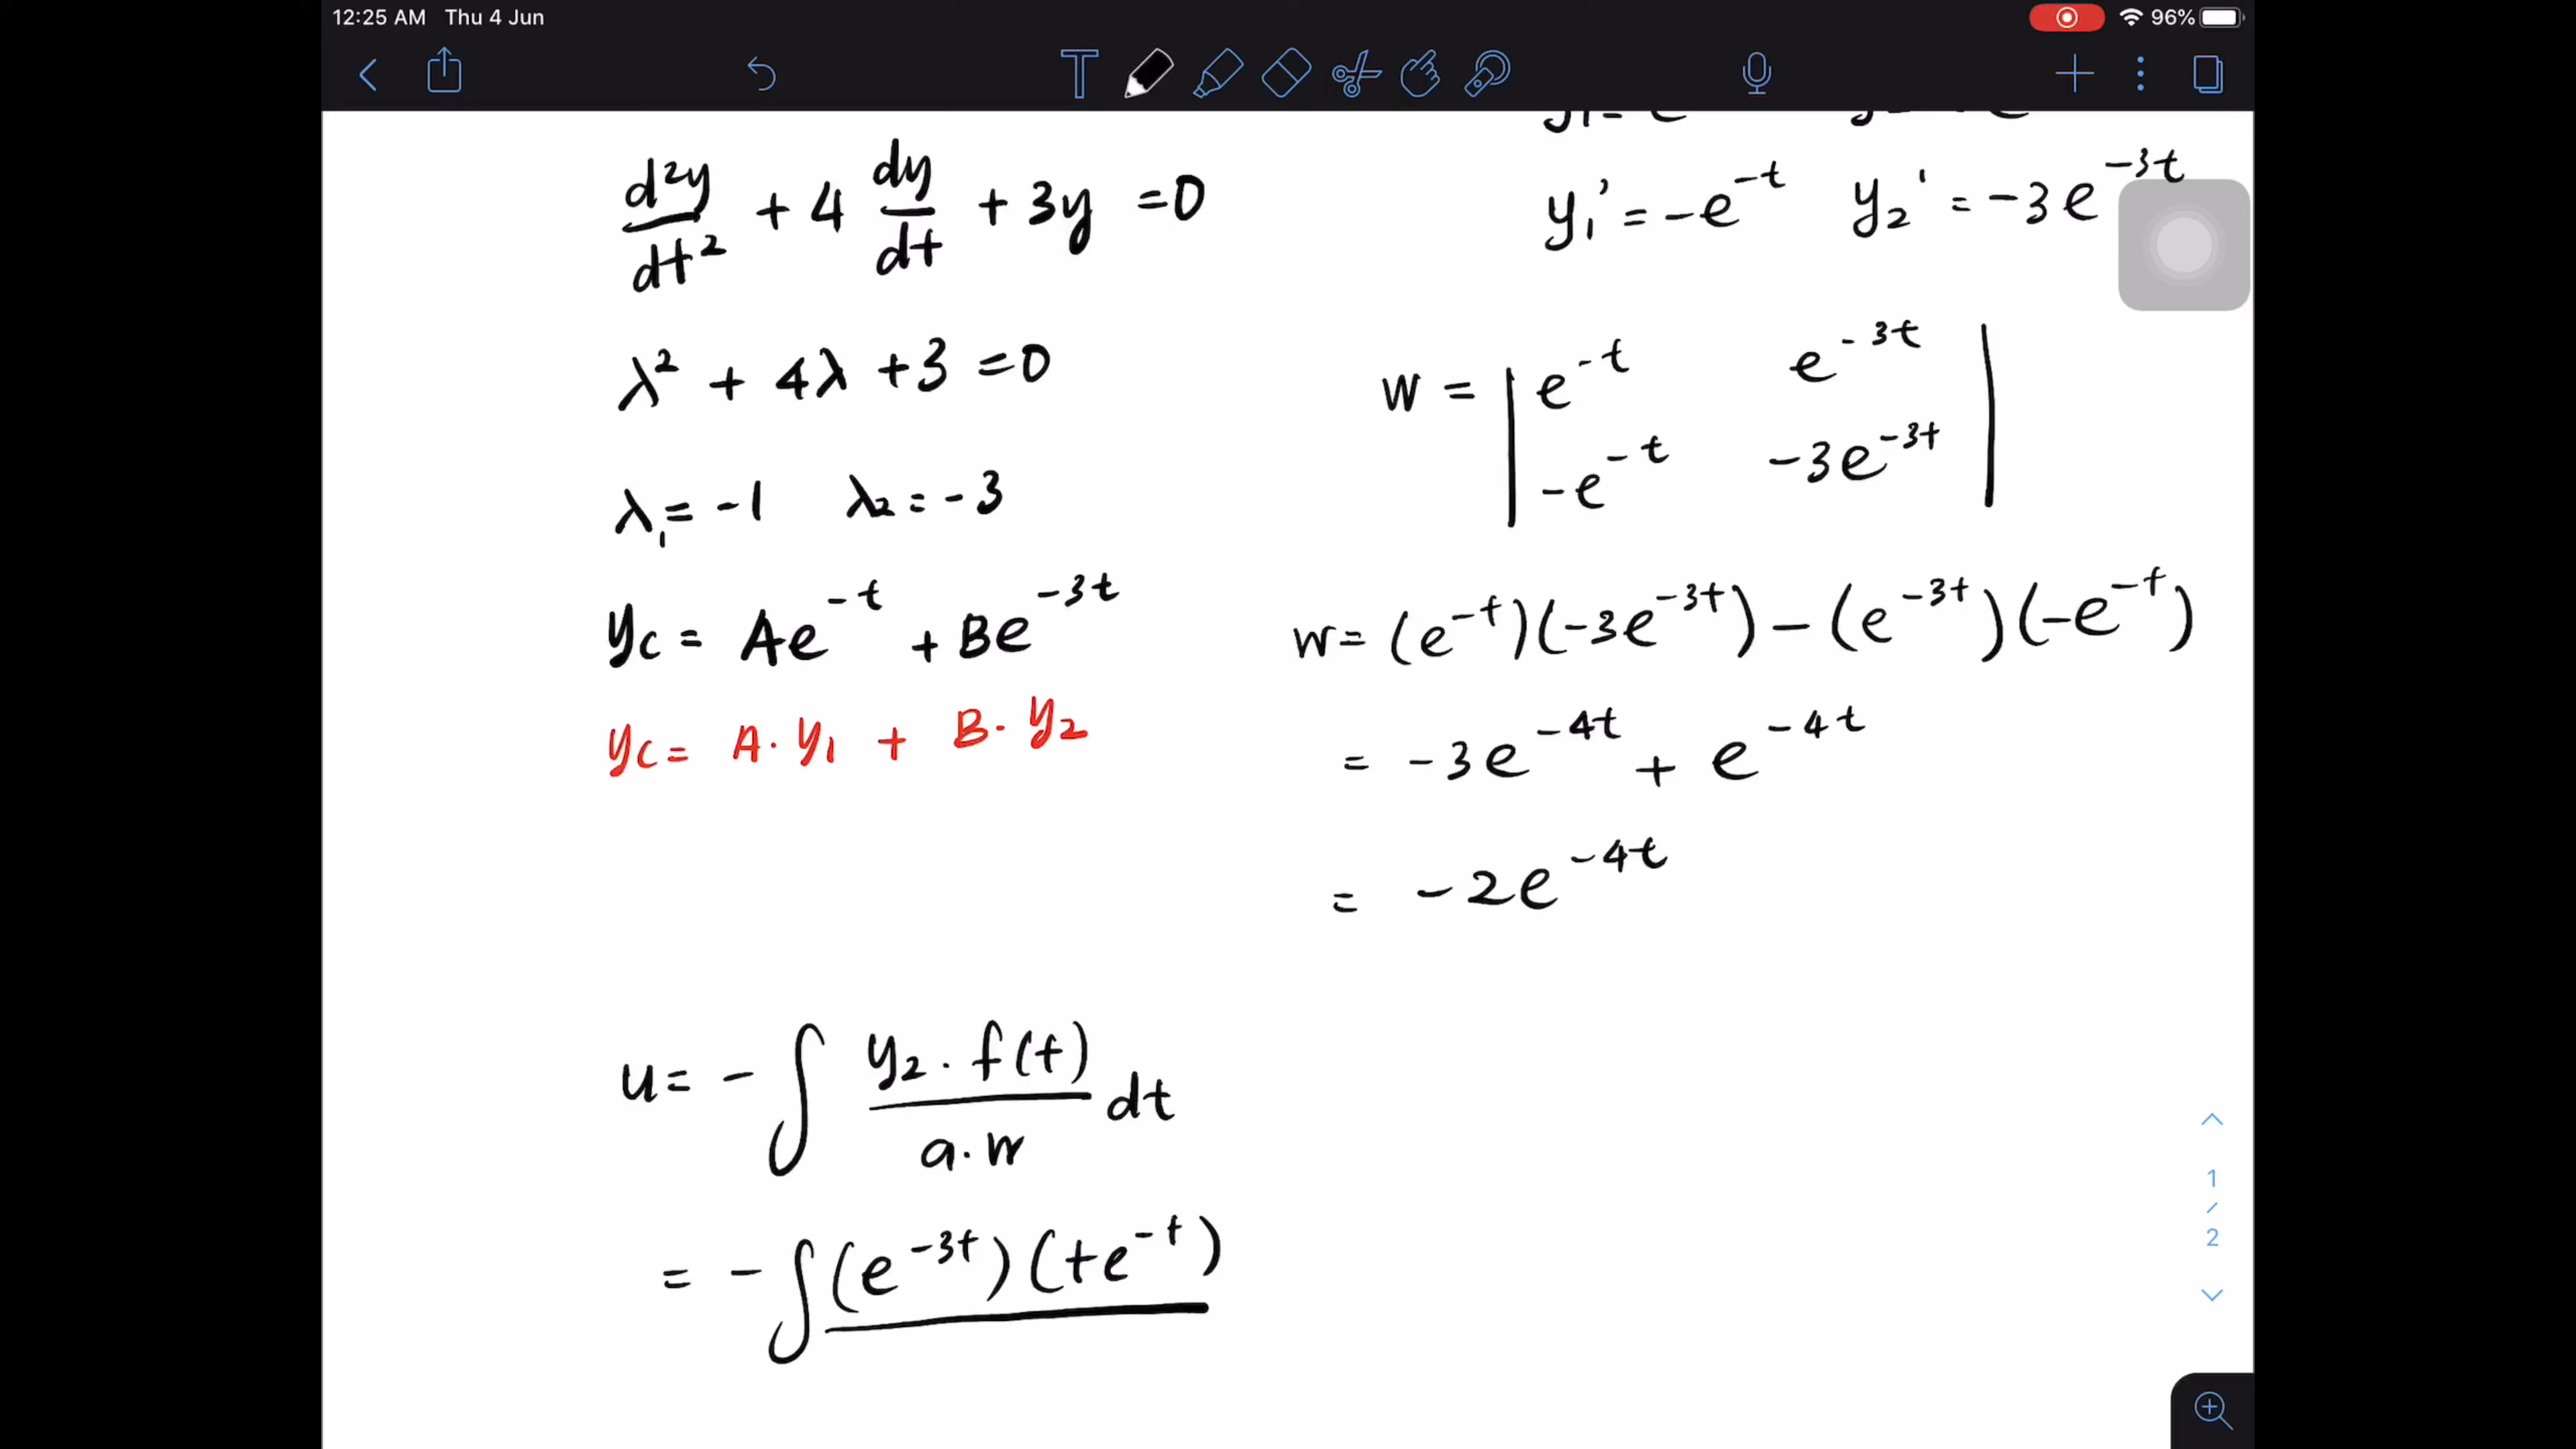 12:25 AM Thu 4 Jun 96%
d²y/dt² + 4 dy/dt + 3y = 0
λ² + 4λ + 3 = 0
λ₁ = -1 λ₂ = -3
yc = Ae^-t + Be^-3t
yc = A · y₁ + B · y₂
u = - ∫ y₂ · f(t) / a · w dt
= - ∫ (e^-3t)(te^-t)
y₁' = -e^-t y₂' = -3e^-3t
W = | e^-t e^-3t |
| -e^-t -3e^-3t |
W = (e^-t)(-3e^-3t) - (e^-3t)(-e^-t)
= -3e^-4t + e^-4t
= -2e^-4t
1
/
2